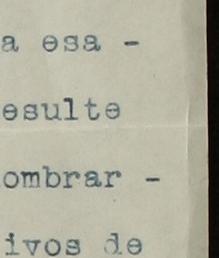 a esa -
esulte
ombrar -
ivos de